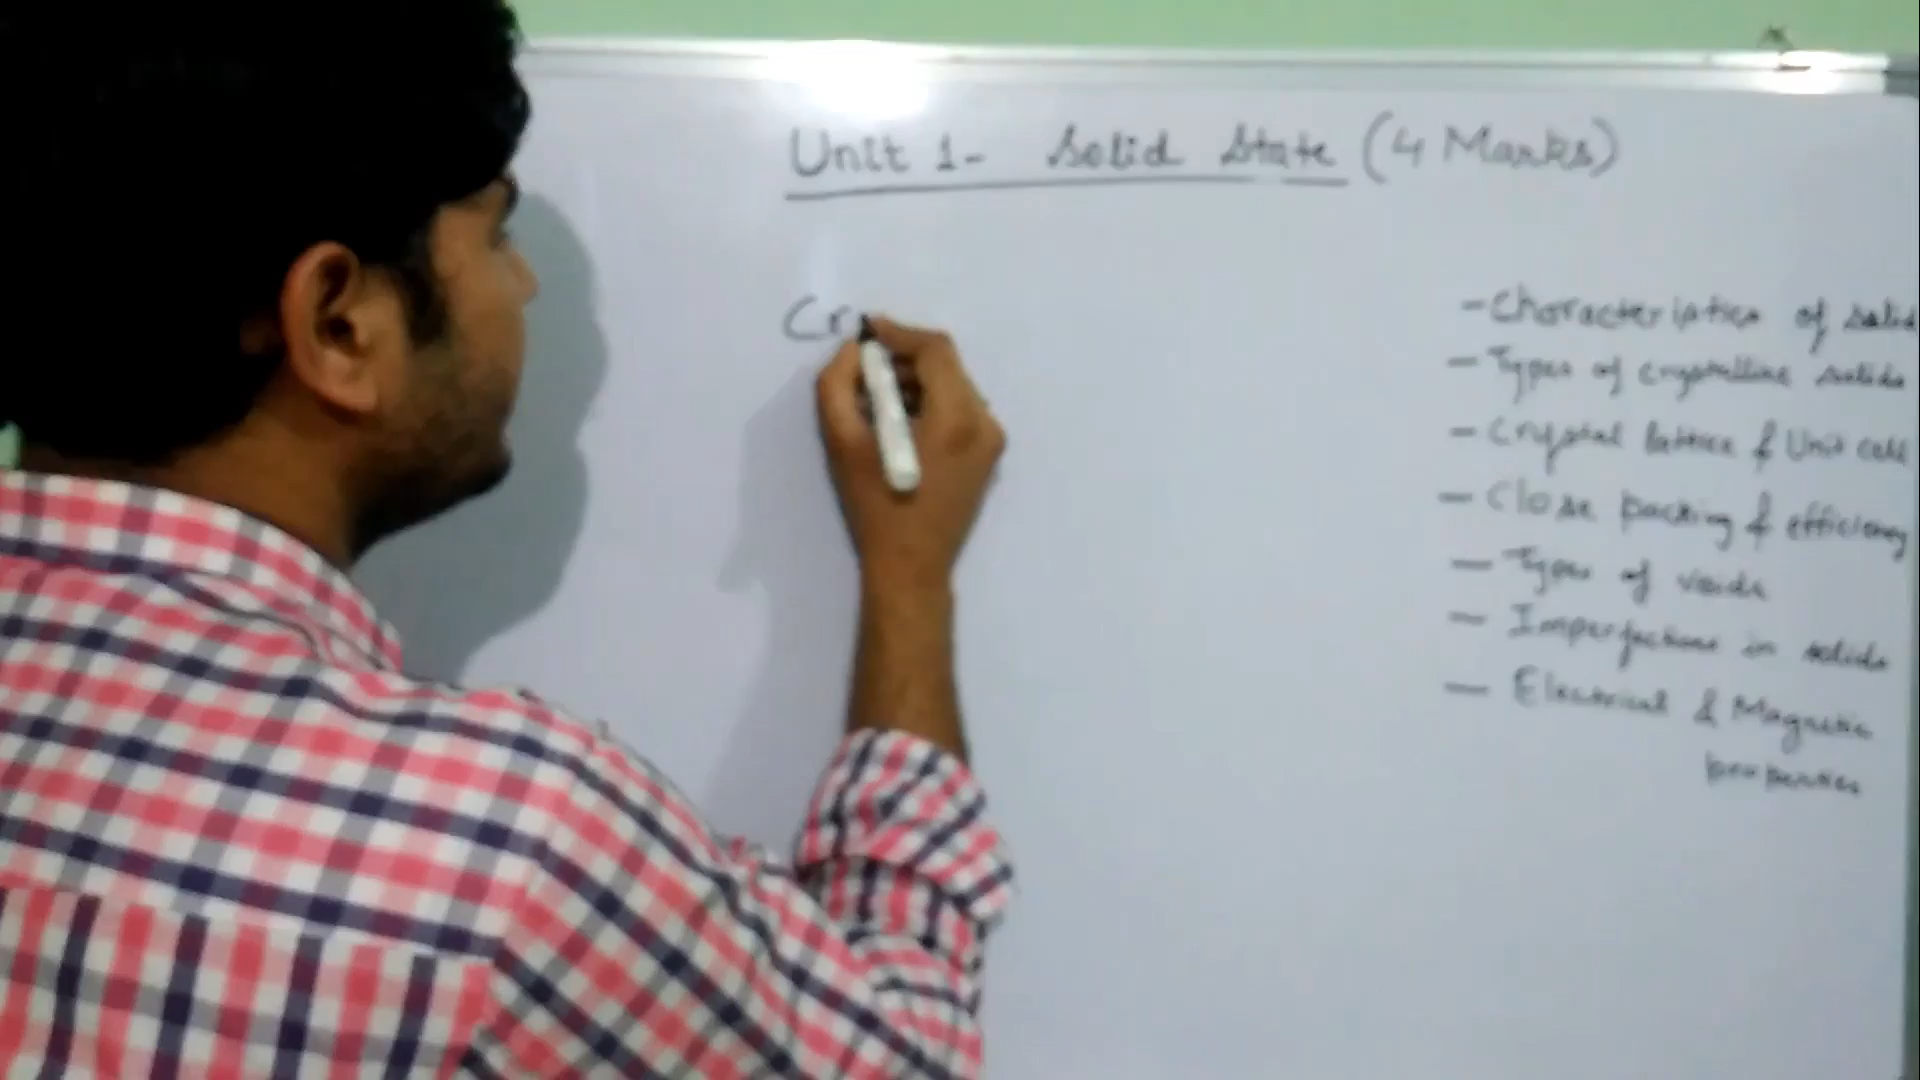 Unit 1- Solid State (4 Marks)
Cr
- Characteristics of solid
- Types of crystalline solids
- Crystal lattice & Unit cell
- Close packing & efficiency
- Types of voids
- Imperfections in solids
- Electrical & Magnetic
properties